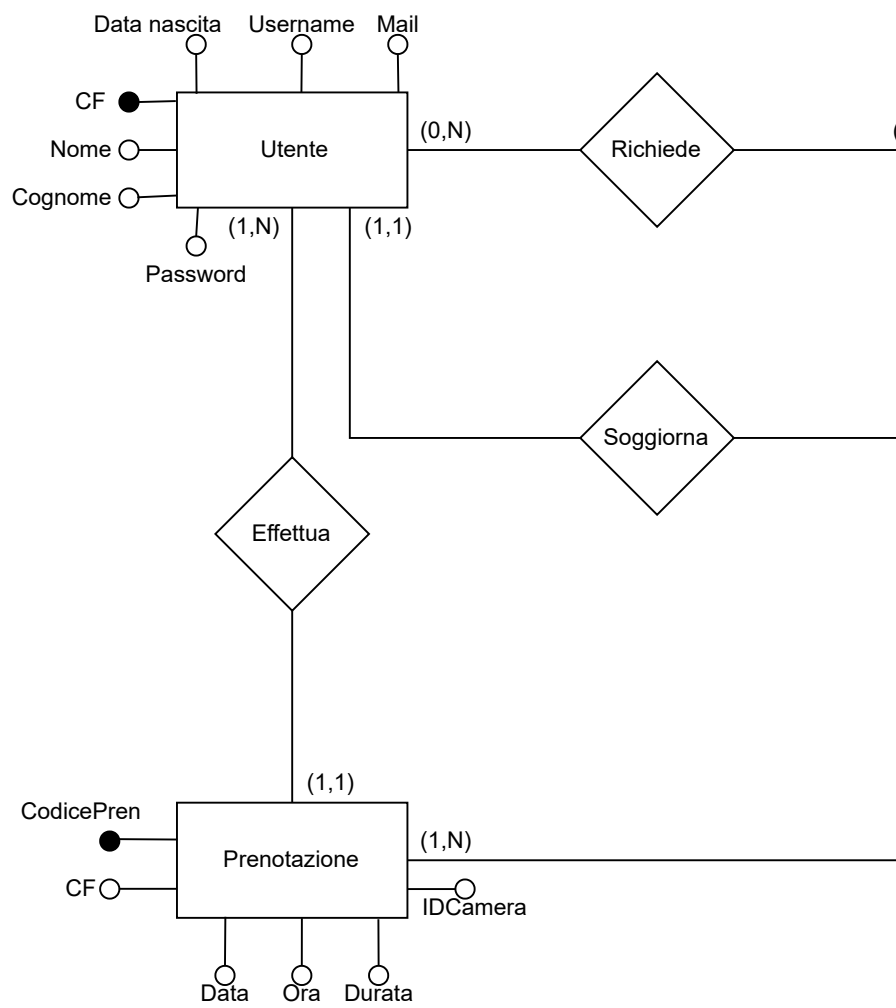 Data nascita
Username
Mail
CF
Nome
Cognome
Password
Utente
(0,N)
Richiede
(
(1,N)
(1,1)
Soggiorna
Effettua
(1,1)
CodicePren
CF
Prenotazione
(1,N)
IDCamera
Data
Ora
Durata